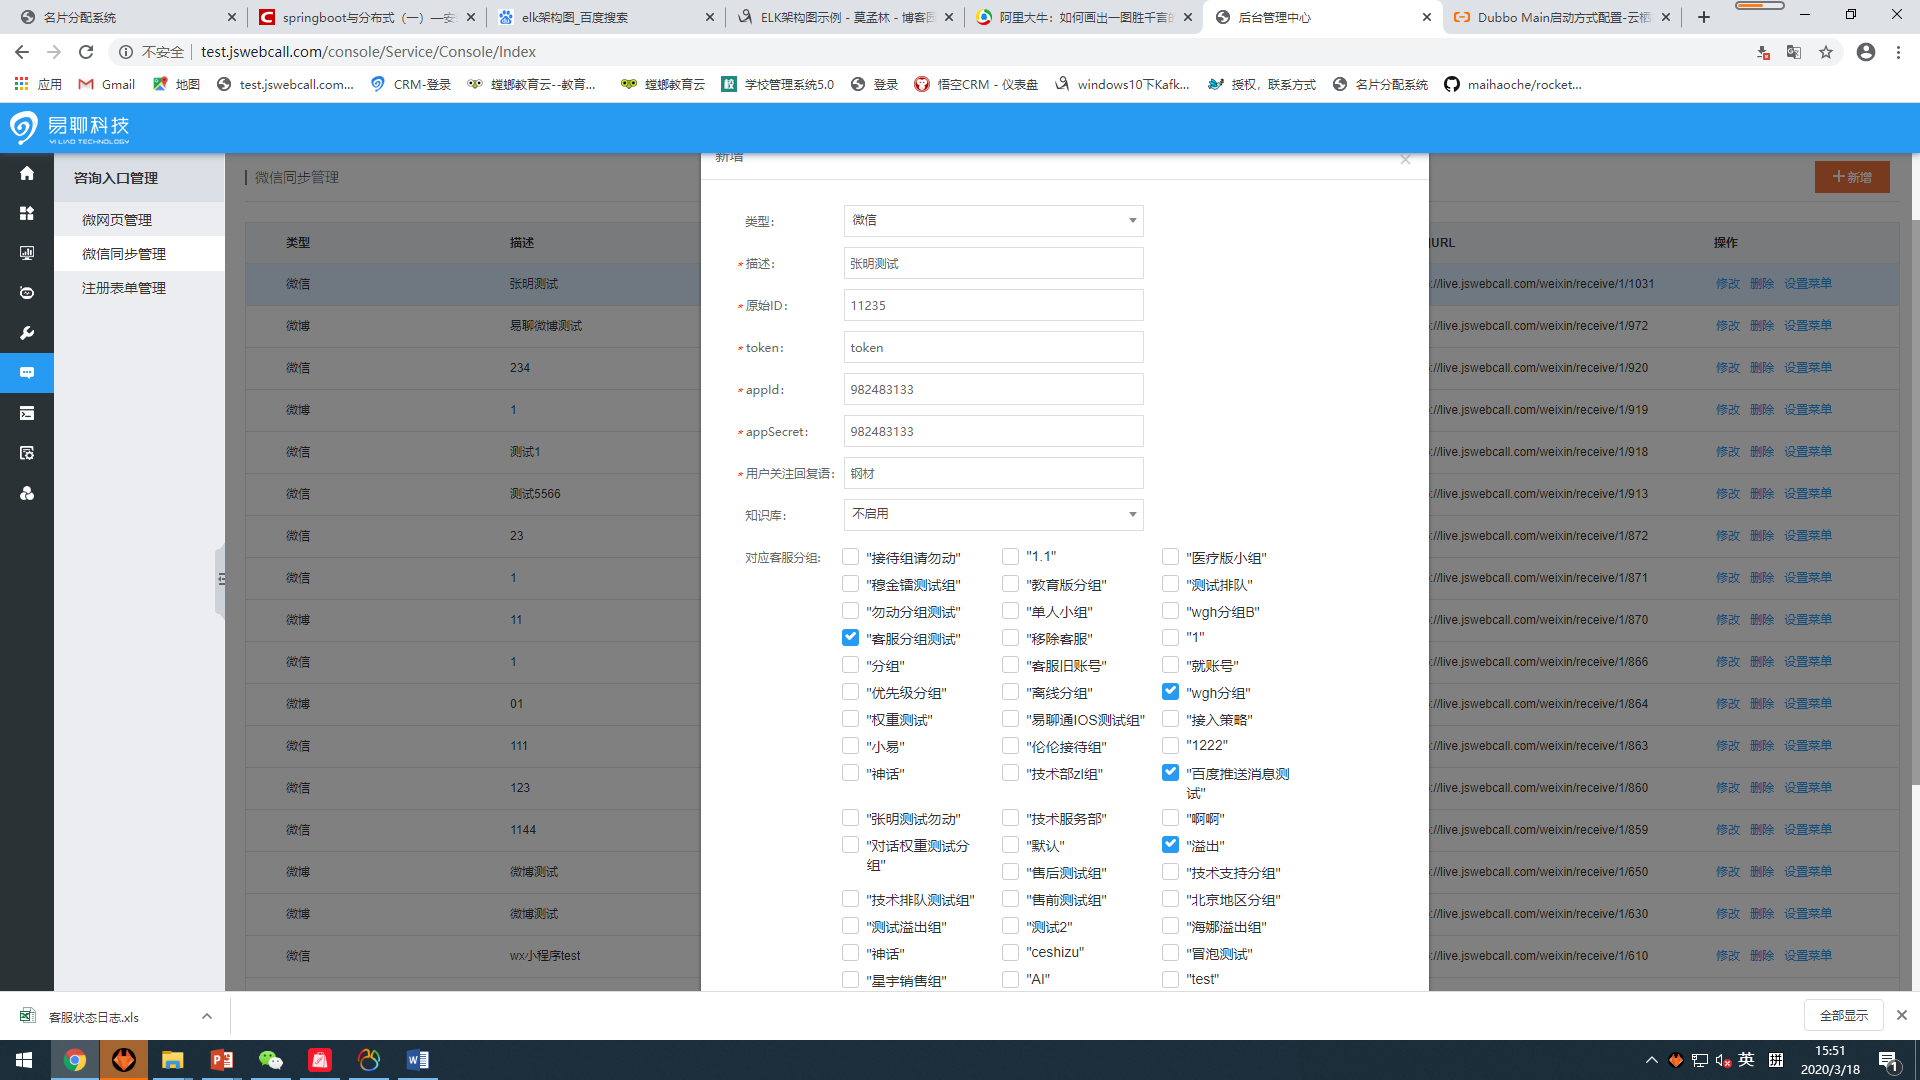 名片分配系统
springboot与分布式（一）—安
elk架构图_百度搜索
ELK架构图示例 - 莫孟林 - 博客园
阿里大牛：如何画出一图胜千言的
后台管理中心
Dubbo Main启动方式配置-云栖
不安全
test.jswebcall.com/console/Service/Console/Index
应用
Gmail
地图
test.jswebcall.com...
CRM-登录
螳螂教育云--教育...
螳螂教育云
学校管理系统5.0
登录
悟空CRM - 仪表盘
windows10下Kafk...
授权，联系方式
名片分配系统
maihaoche/rocket...
易聊科技
YI LIAO TECHNOLOGY
咨询入口管理
微网页管理
微信同步管理
注册表单管理
微信同步管理
新增
类型 描述 URL 操作
微信 张明测试 ://live.jswebcall.com/weixin/receive/1/1031 修改 删除 设置菜单
微博 易聊微博测试 ://live.jswebcall.com/weixin/receive/1/972 修改 删除 设置菜单
微信 234 ://live.jswebcall.com/weixin/receive/1/920 修改 删除 设置菜单
微博 1 ://live.jswebcall.com/weixin/receive/1/919 修改 删除 设置菜单
微信 测试1 ://live.jswebcall.com/weixin/receive/1/918 修改 删除 设置菜单
微信 测试5566 ://live.jswebcall.com/weixin/receive/1/913 修改 删除 设置菜单
微信 23 ://live.jswebcall.com/weixin/receive/1/872 修改 删除 设置菜单
微信 1 ://live.jswebcall.com/weixin/receive/1/871 修改 删除 设置菜单
微博 11 ://live.jswebcall.com/weixin/receive/1/870 修改 删除 设置菜单
微信 1 ://live.jswebcall.com/weixin/receive/1/866 修改 删除 设置菜单
微博 01 ://live.jswebcall.com/weixin/receive/1/864 修改 删除 设置菜单
微信 111 ://live.jswebcall.com/weixin/receive/1/863 修改 删除 设置菜单
微信 123 ://live.jswebcall.com/weixin/receive/1/860 修改 删除 设置菜单
微信 1144 ://live.jswebcall.com/weixin/receive/1/859 修改 删除 设置菜单
微博 微博测试 ://live.jswebcall.com/weixin/receive/1/650 修改 删除 设置菜单
微博 微博测试 ://live.jswebcall.com/weixin/receive/1/630 修改 删除 设置菜单
微信 wx小程序test ://live.jswebcall.com/weixin/receive/1/610 修改 删除 设置菜单
新增
类型: 微信
*描述: 张明测试
*原始ID: 11235
*token: token
*appId: 982483133
*appSecret: 982483133
*用户关注回复语: 钢材
知识库: 不启用
对应客服分组: "接待组请勿动" "1.1" "医疗版小组"
"穆金镭测试组" "教育版分组" "测试排队"
"勿动分组测试" "单人小组" "wgh分组B"
"客服分组测试" "移除客服" "1"
"分组" "客服旧账号" "就账号"
"优先级分组" "离线分组" "wgh分组"
"权重测试" "易聊通IOS测试组" "接入策略"
"小易" "伦伦接待组" "1222"
"神话" "技术部zl组" "百度推送消息测
试"
"张明测试勿动" "技术服务部" "啊啊"
"对话权重测试分 "默认" "溢出"
组" "售后测试组" "技术支持分组"
"技术排队测试组" "售前测试组" "北京地区分组"
"测试溢出组" "测试2" "海娜溢出组"
"神话" "ceshizu" "冒泡测试"
"星宇销售组" "AI" "test"
客服状态日志.xls
全部显示
英
拼
15:51
2020/3/18
1